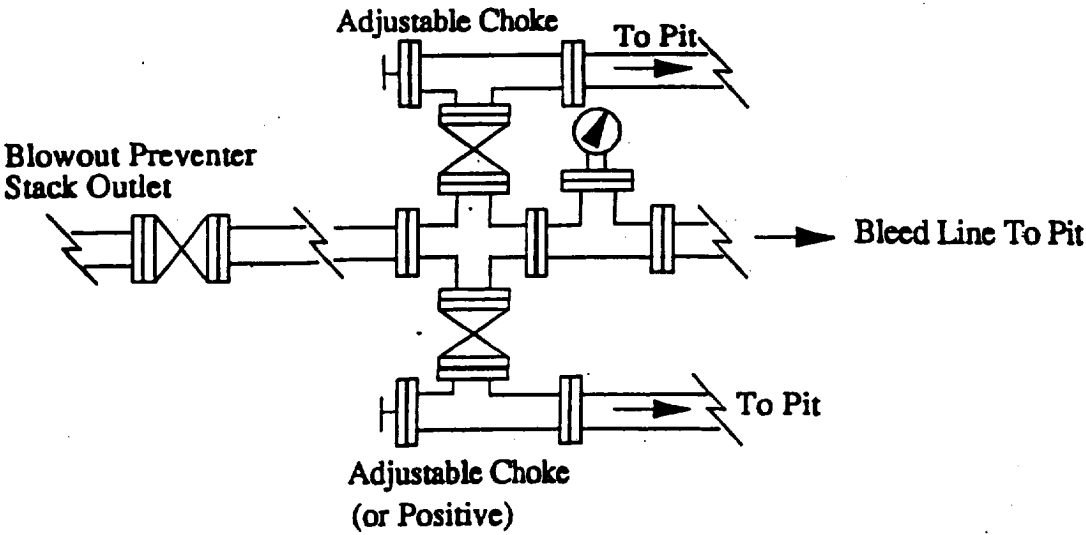 Adjustable Choke
To Pit
Blowout Preventer
Stack Outlet
Bleed Line To Pit
To Pit
Adjustable Choke
(or Positive)